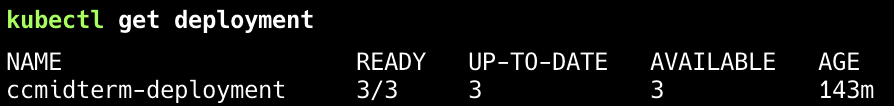 kubectl get deployment
NAME READY UP-TO-DATE AVAILABLE AGE
ccmidterm-deployment 3/3 3 3 143m